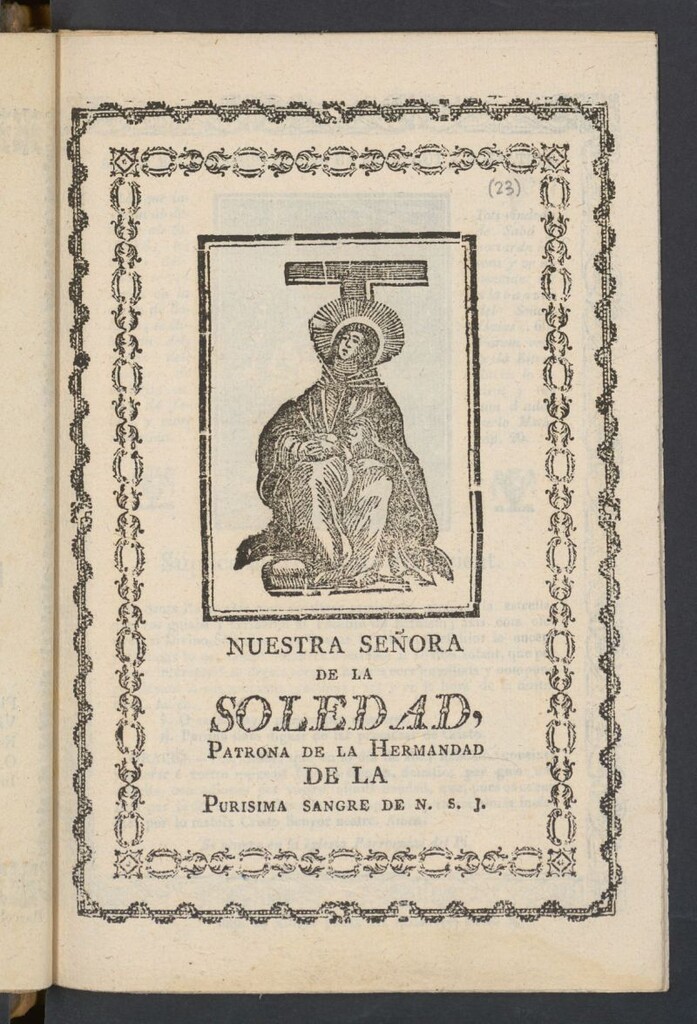 (23)
NUESTRA SEÑORA
DE LA
SOLEDAD,
PATRONA DE LA HERMANDAD
DE LA
PURISIMA SANGRE DE N. S. J.